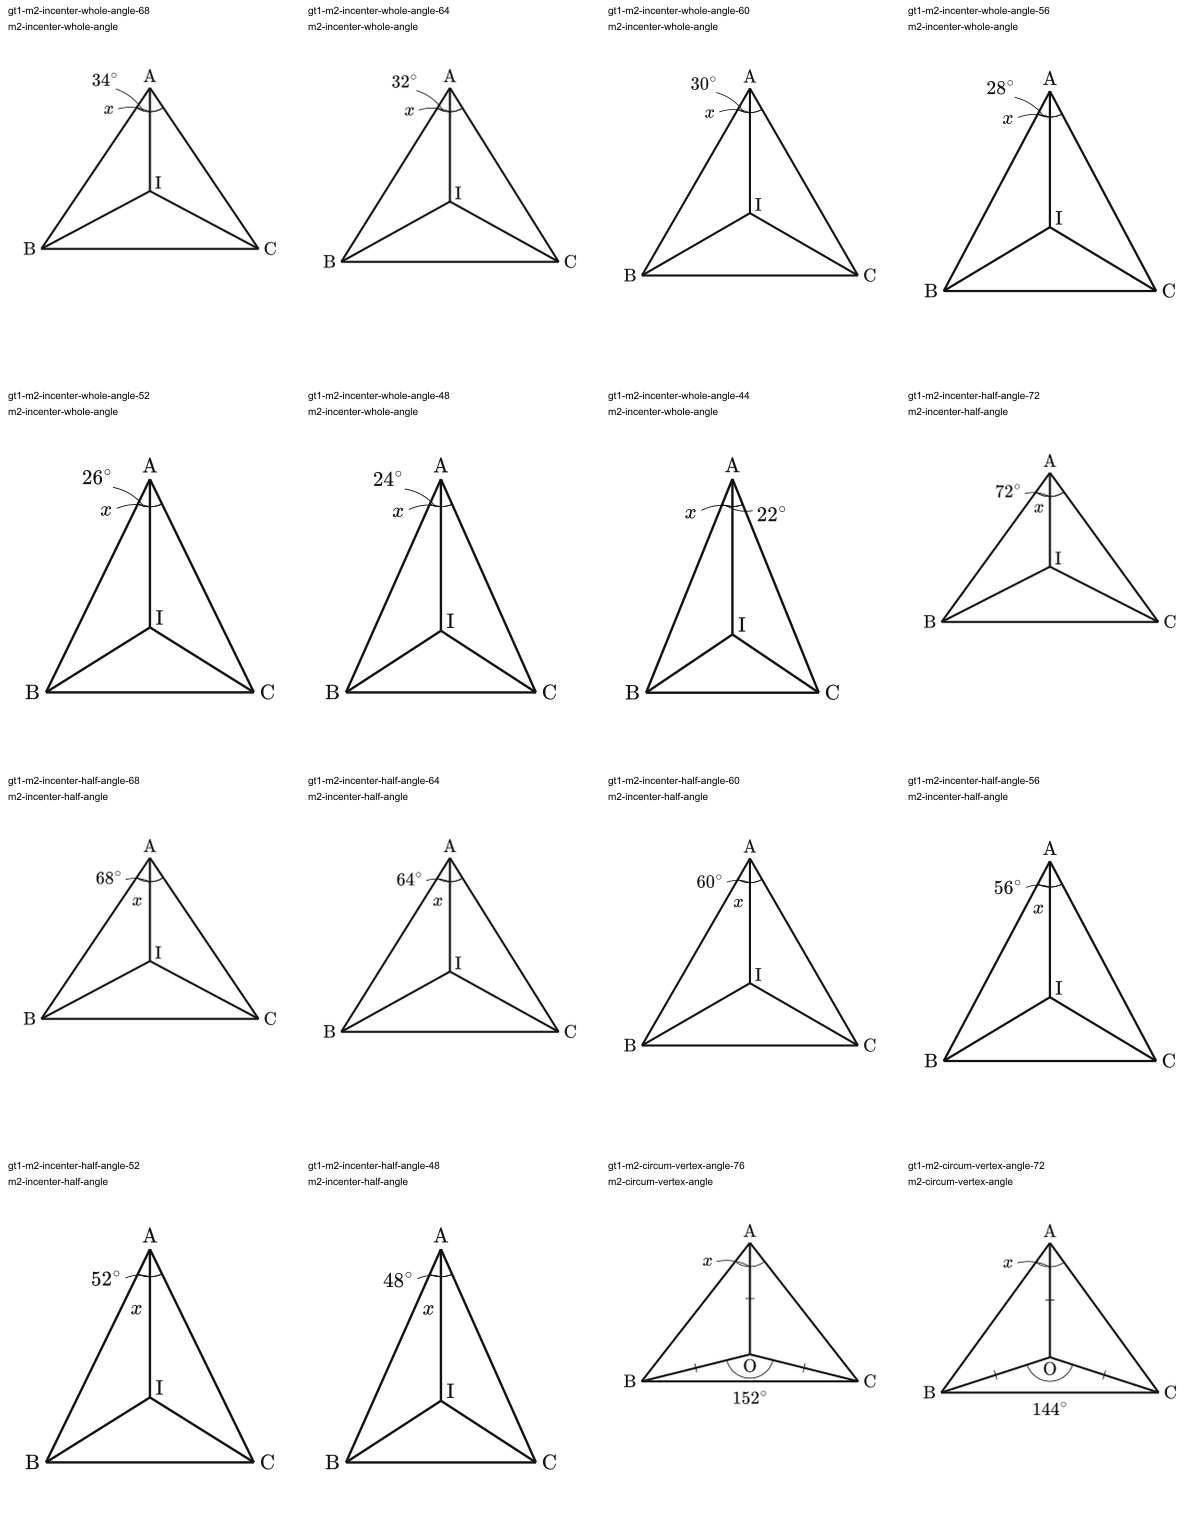 gt1-m2-incenter-whole-angle-68
m2-incenter-whole-angle
34°
A
x
I
B
C
gt1-m2-incenter-whole-angle-64
m2-incenter-whole-angle
32°
A
x
I
B
C
gt1-m2-incenter-whole-angle-60
m2-incenter-whole-angle
30°
A
x
I
B
C
gt1-m2-incenter-whole-angle-56
m2-incenter-whole-angle
28°
A
x
I
B
C
gt1-m2-incenter-whole-angle-52
m2-incenter-whole-angle
26°
A
x
I
B
C
gt1-m2-incenter-whole-angle-48
m2-incenter-whole-angle
24°
A
x
I
B
C
gt1-m2-incenter-whole-angle-44
m2-incenter-whole-angle
A
x
22°
I
B
C
gt1-m2-incenter-half-angle-72
m2-incenter-half-angle
A
72°
x
I
B
C
gt1-m2-incenter-half-angle-68
m2-incenter-half-angle
A
68°
x
I
B
C
gt1-m2-incenter-half-angle-64
m2-incenter-half-angle
A
64°
x
I
B
C
gt1-m2-incenter-half-angle-60
m2-incenter-half-angle
A
60°
x
I
B
C
gt1-m2-incenter-half-angle-56
m2-incenter-half-angle
A
56°
x
I
B
C
gt1-m2-incenter-half-angle-52
m2-incenter-half-angle
A
52°
x
I
B
C
gt1-m2-incenter-half-angle-48
m2-incenter-half-angle
A
48°
x
I
B
C
gt1-m2-circum-vertex-angle-76
m2-circum-vertex-angle
A
x
O
B
C
152°
gt1-m2-circum-vertex-angle-72
m2-circum-vertex-angle
A
x
O
B
C
144°